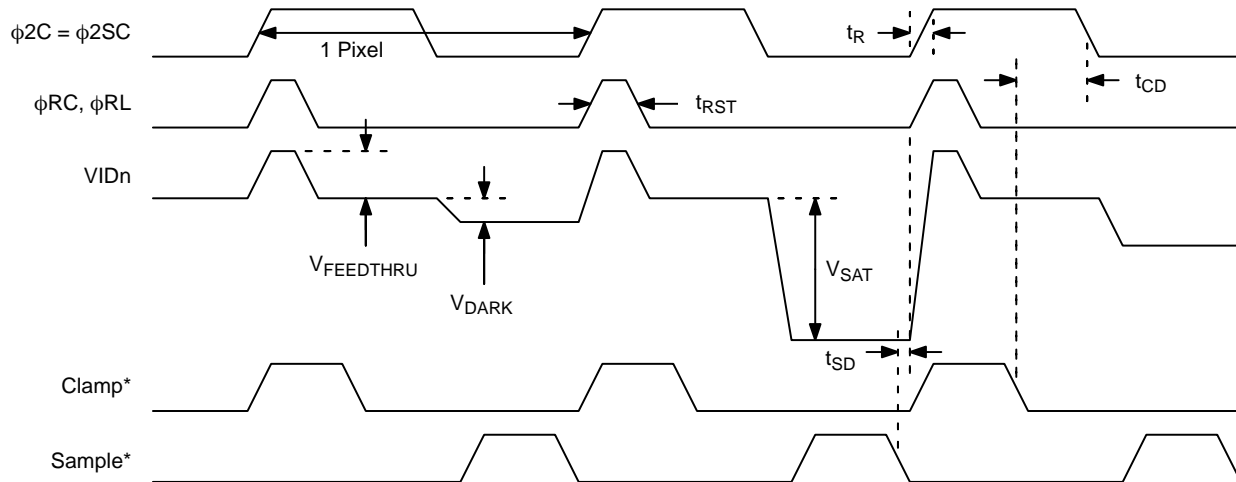 ϕ2C = ϕ2SC
1 Pixel
tR
ϕRC, ϕRL
tRST
tCD
VIDn
VFEEDTHRU
VDARK
VSAT
tSD
Clamp*
Sample*